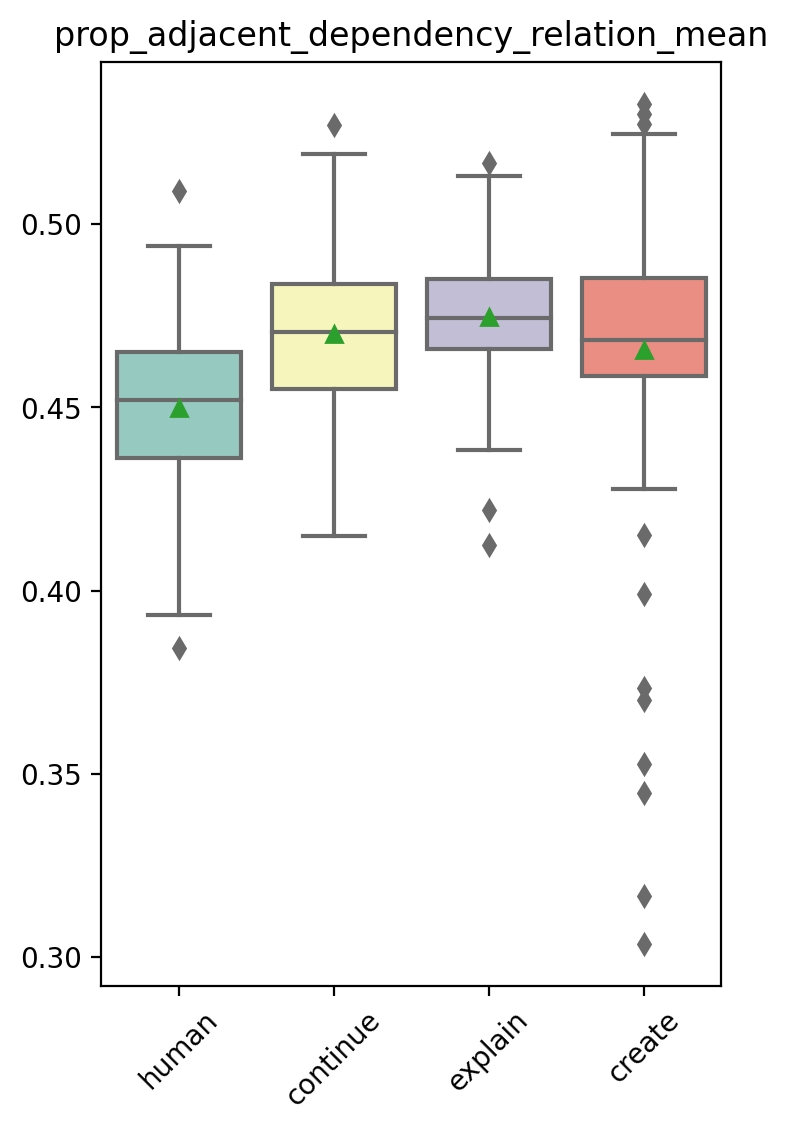 prop_adjacent_dependency_relation_mean
0.50
0.45
0.40
0.35
0.30
human
continue
explain
create